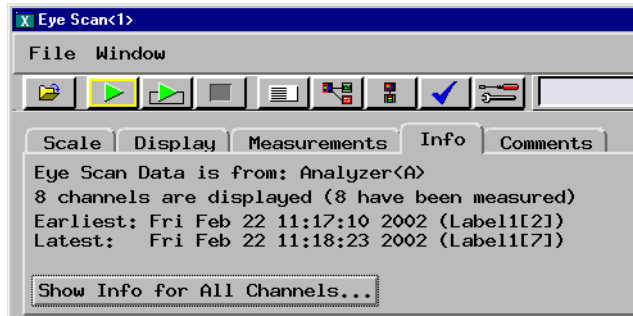 Eye Scan<1>
File Window
Scale Display Measurements Info Comments
Eye Scan Data is from: Analyzer<A>
8 channels are displayed (8 have been measured)
Earliest: Fri Feb 22 11:17:10 2002 (Label1[2])
Latest: Fri Feb 22 11:18:23 2002 (Label1[7])
Show Info for All Channels...